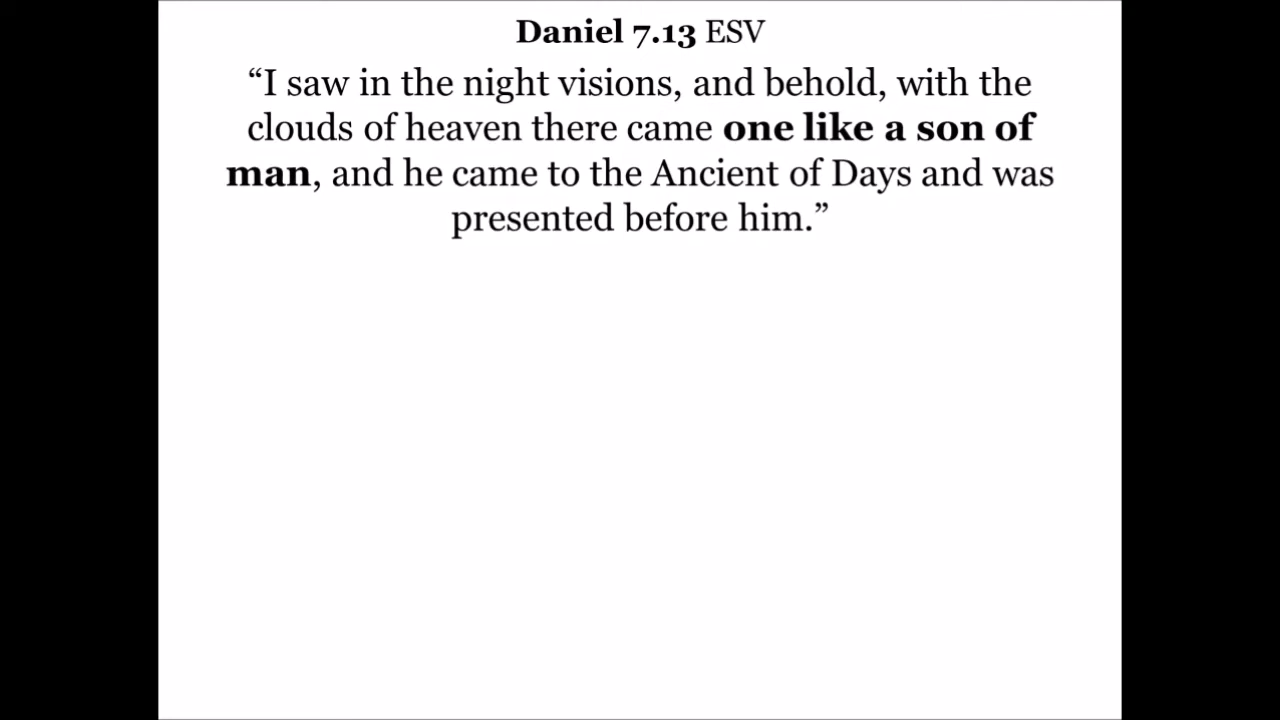 Daniel 7.13 ESV
“I saw in the night visions, and behold, with the
clouds of heaven there came one like a son of
man, and he came to the Ancient of Days and was
presented before him.”